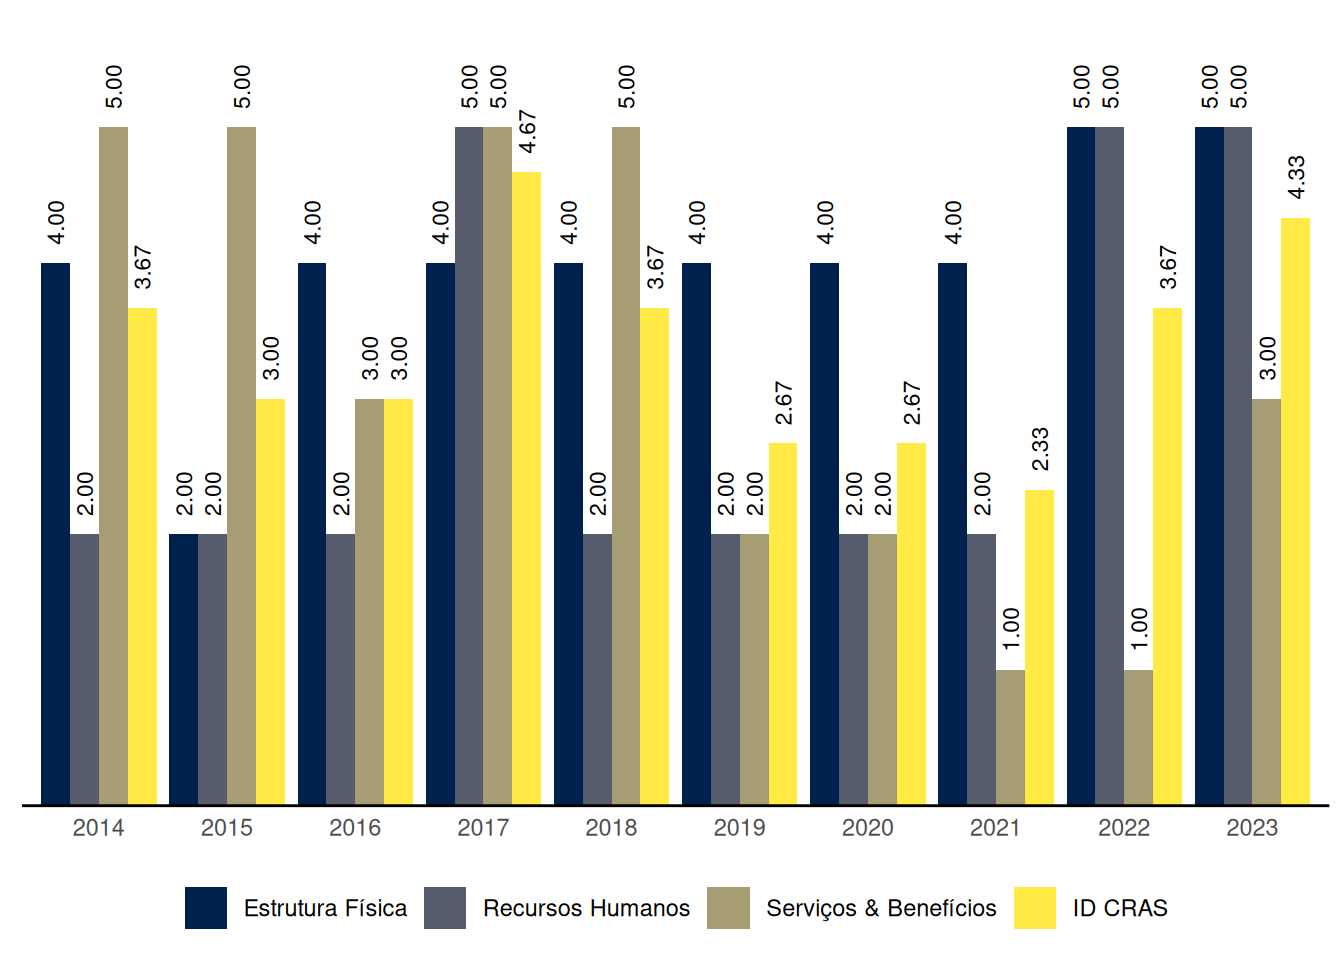 4.00 2.00 5.00 3.67
2.00 2.00 5.00 3.00
4.00 2.00 3.00 3.00
4.00 5.00 5.00 4.67
4.00 2.00 5.00 3.67
4.00 2.00 2.00 2.67
4.00 2.00 2.00 2.67
4.00 2.00 1.00 2.33
5.00 5.00 1.00 3.67
5.00 5.00 3.00 4.33
2014 2015 2016 2017 2018 2019 2020 2021 2022 2023
Estrutura Física Recursos Humanos Serviços & Benefícios ID CRAS